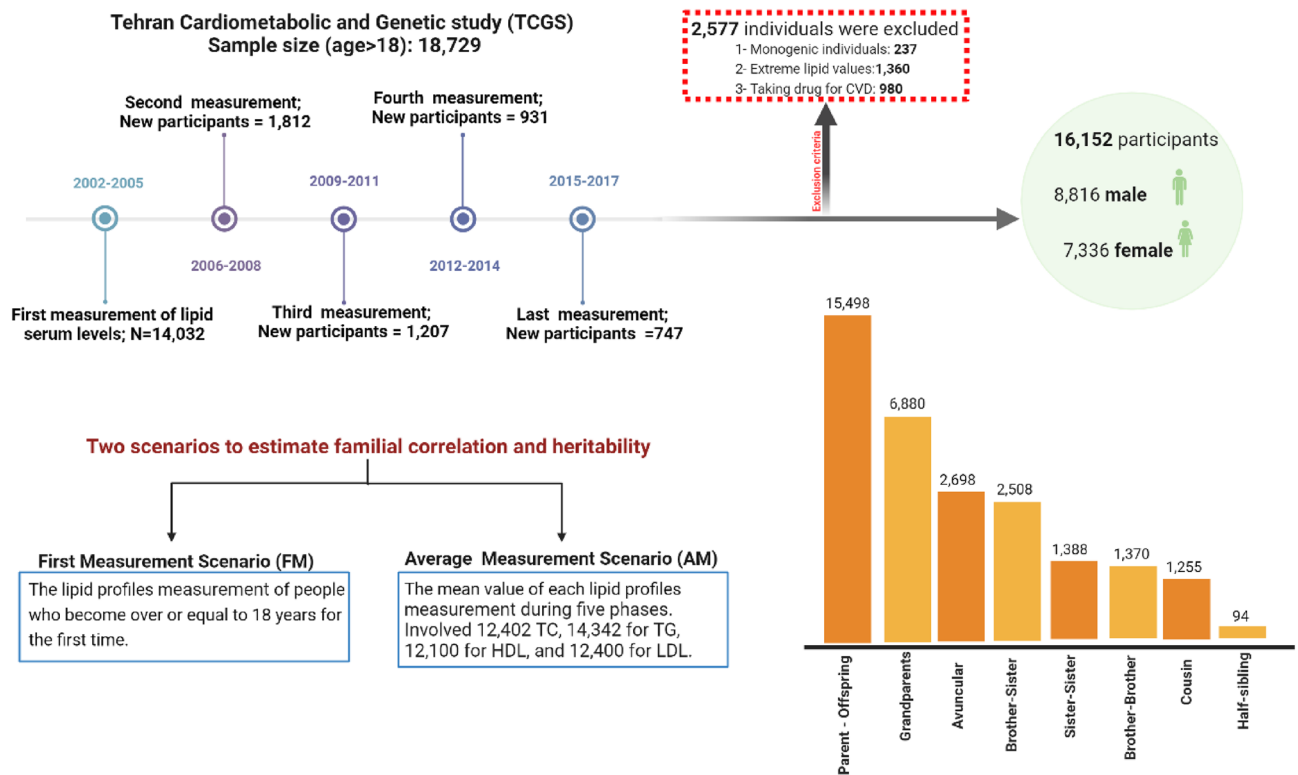 Tehran Cardiometabolic and Genetic study (TCGS)
Sample size (age>18): 18,729
2,577 individuals were excluded
1- Monogenic individuals: 237
2- Extreme lipid values:1,360
3- Taking drug for CVD: 980
Exclusion criteria
Second measurement;
New participants = 1,812
Fourth measurement;
New participants = 931
2002-2005
2009-2011
2015-2017
2006-2008
2012-2014
First measurement of lipid
serum levels; N=14,032
Third measurement;
New participants = 1,207
Last measurement;
New participants =747
16,152 participants
8,816 male
7,336 female
Two scenarios to estimate familial correlation and heritability
First Measurement Scenario (FM)
The lipid profiles measurement of people
who become over or equal to 18 years for
the first time.
Average Measurement Scenario (AM)
The mean value of each lipid profiles
measurement during five phases.
Involved 12,402 TC, 14,342 for TG,
12,100 for HDL, and 12,400 for LDL.
15,498
6,880
2,698
2,508
1,388
1,370
1,255
94
Parent - Offspring
Grandparents
Avuncular
Brother-Sister
Sister-Sister
Brother-Brother
Cousin
Half-sibling